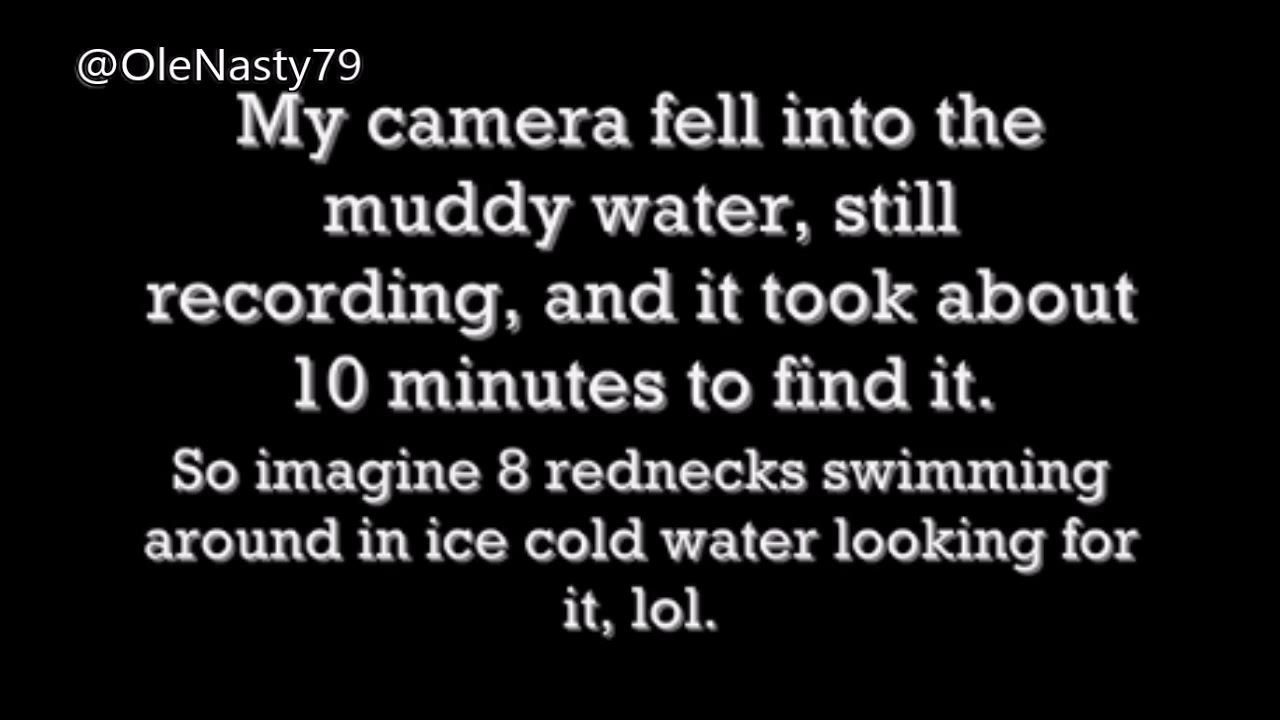 @OleNasty79
My camera fell into the
muddy water, still
recording, and it took about
10 minutes to find it.
So imagine 8 rednecks swimming
around in ice cold water looking for
it, lol.